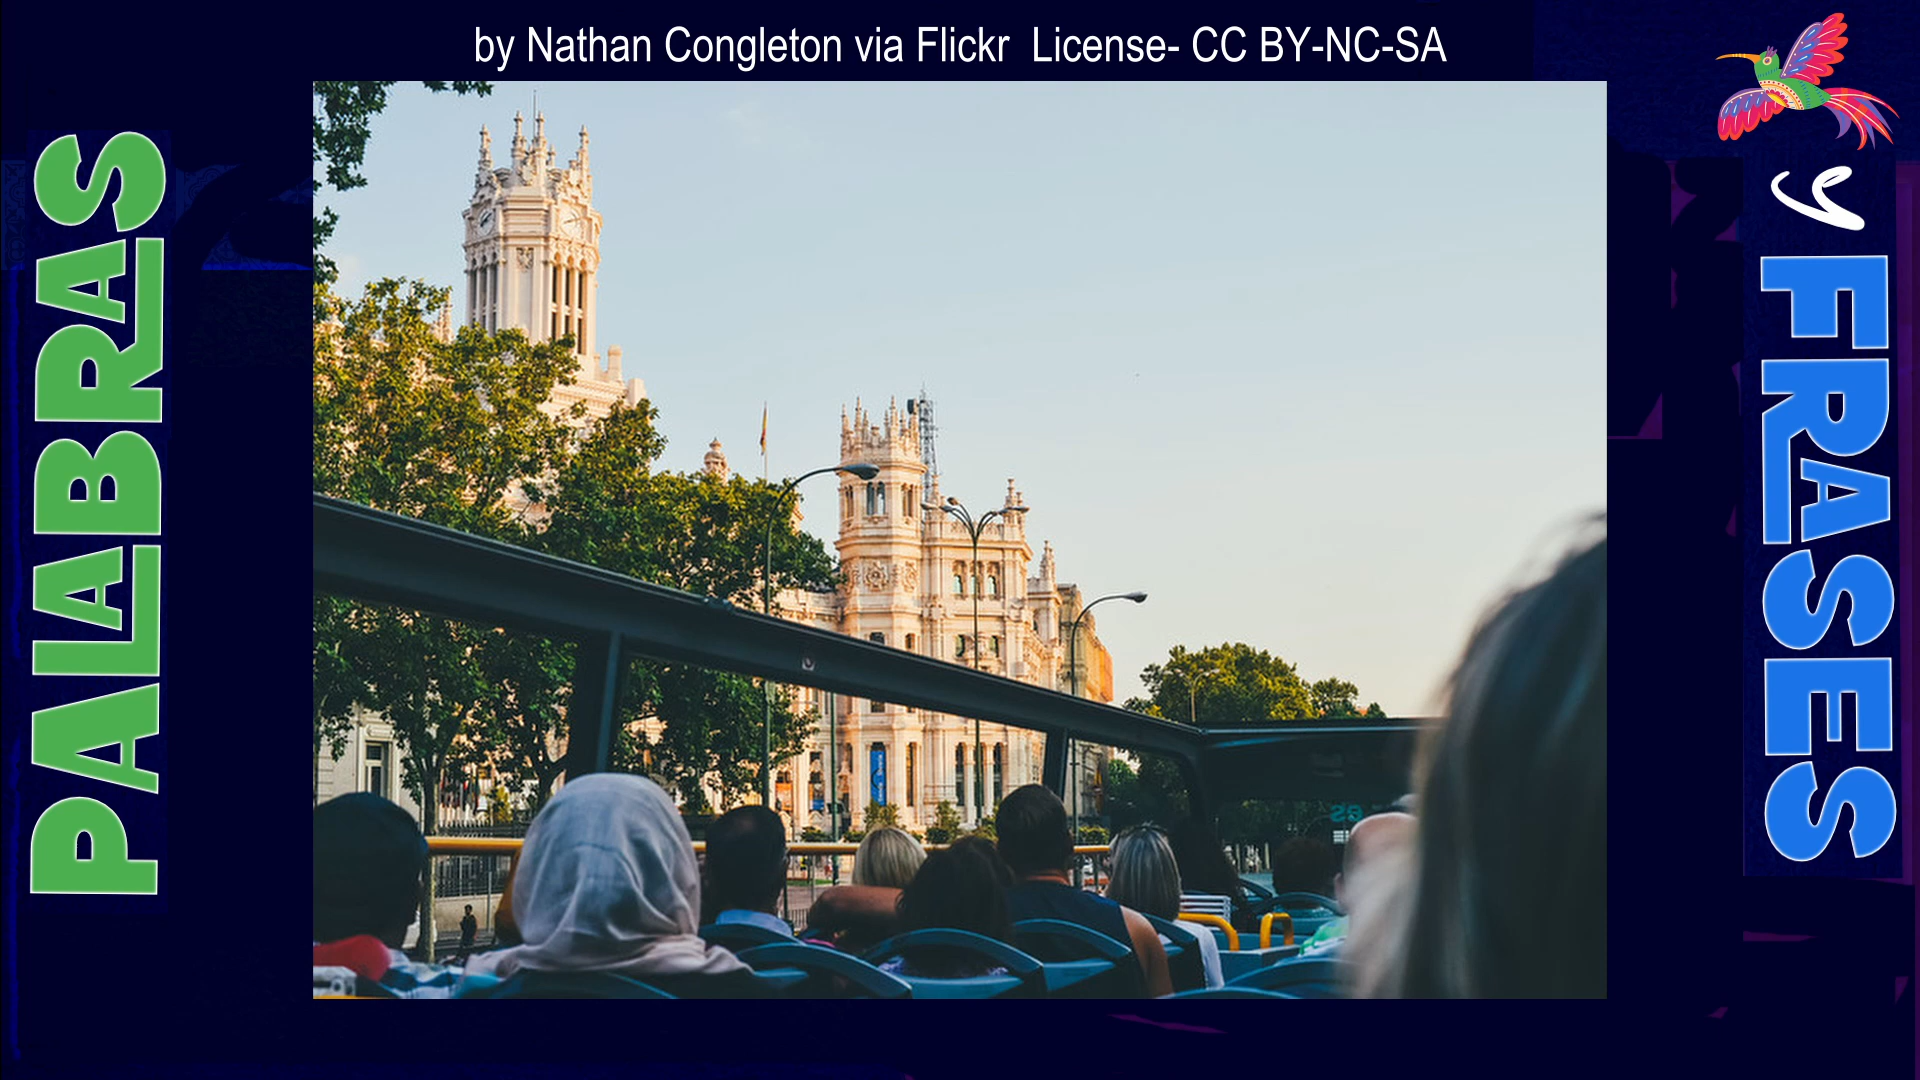 by Nathan Congleton via Flickr  License- CC BY-NC-SA
PALABRAS
y FRASES